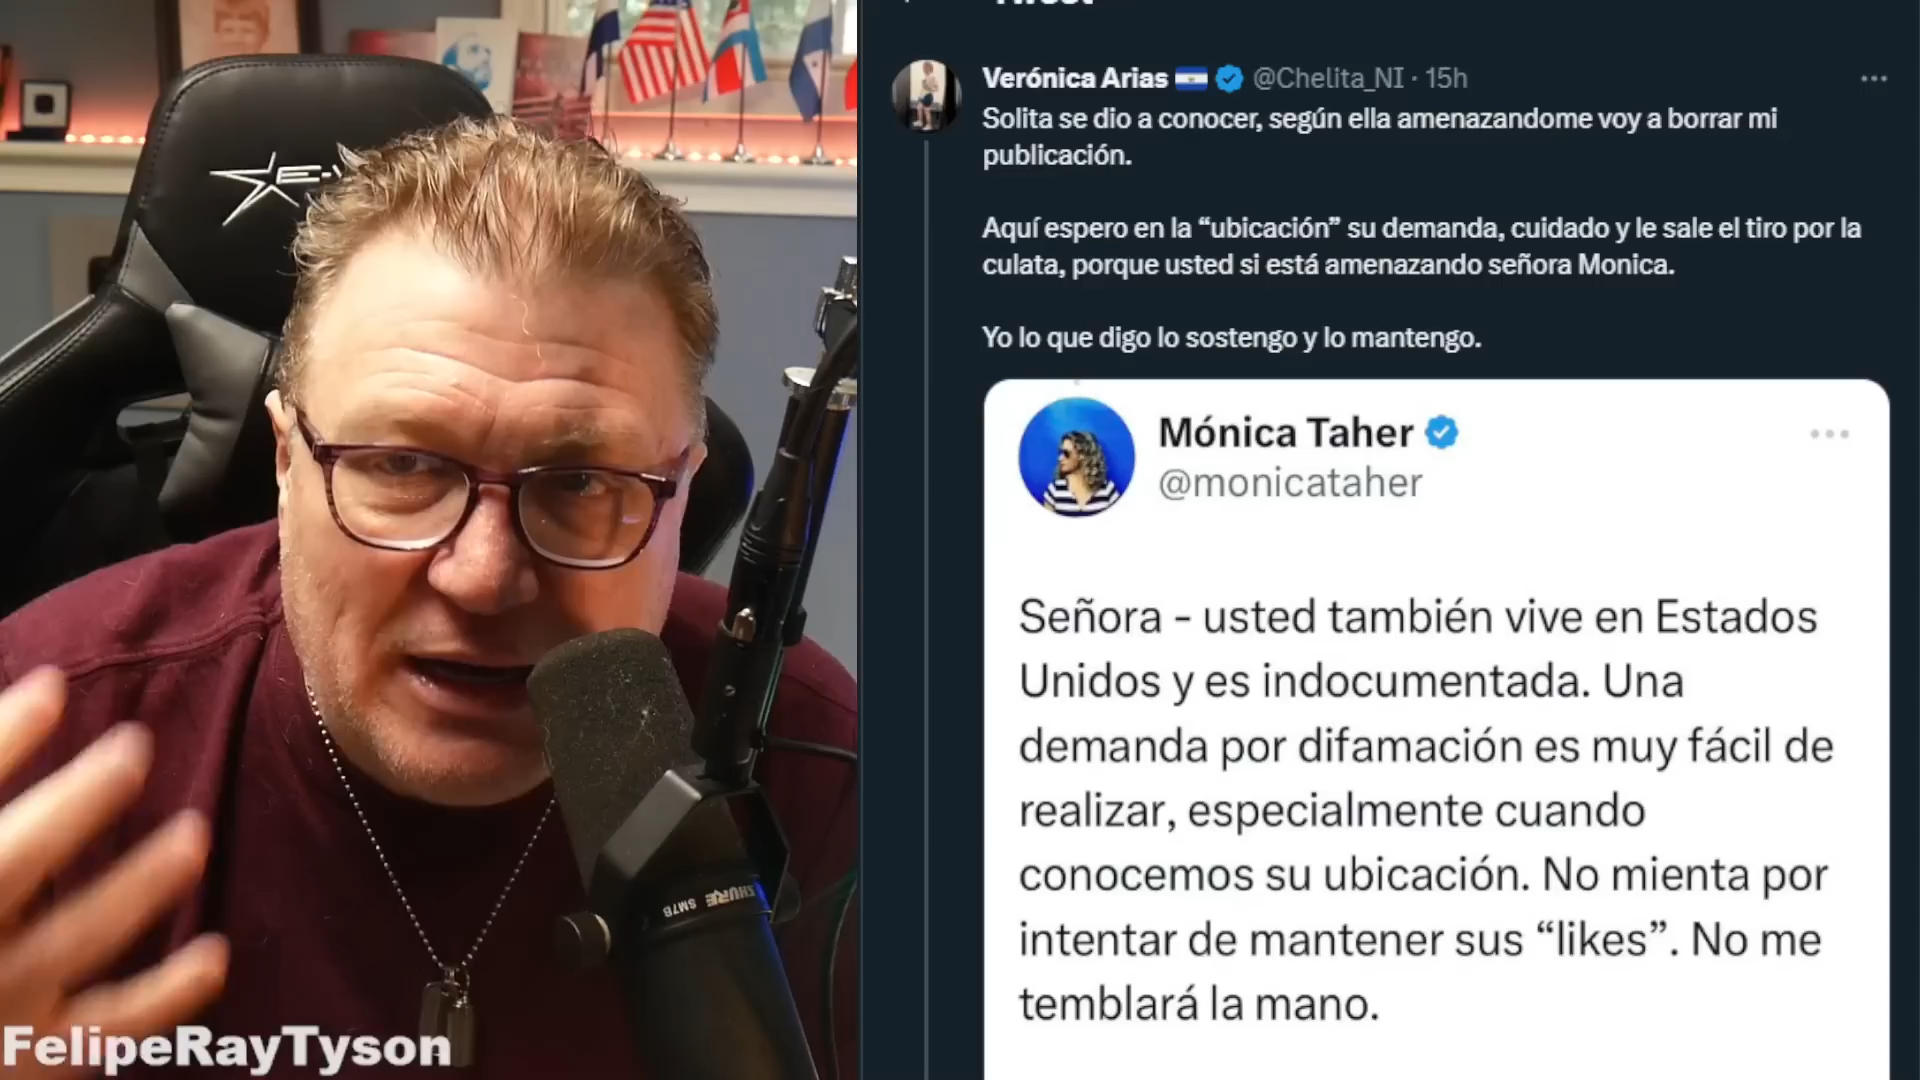 Tweet
Verónica Arias @Chelita_NI · 15h
Solita se dio a conocer, según ella amenazandome voy a borrar mi
publicación.
Aquí espero en la “ubicación” su demanda, cuidado y le sale el tiro por la
culata, porque usted si está amenazando señora Monica.
Yo lo que digo lo sostengo y lo mantengo.
Mónica Taher
@monicataher
Señora - usted también vive en Estados
Unidos y es indocumentada. Una
demanda por difamación es muy fácil de
realizar, especialmente cuando
conocemos su ubicación. No mienta por
intentar de mantener sus “likes”. No me
temblará la mano.
SHURE
SM7B
FelipeRayTyson